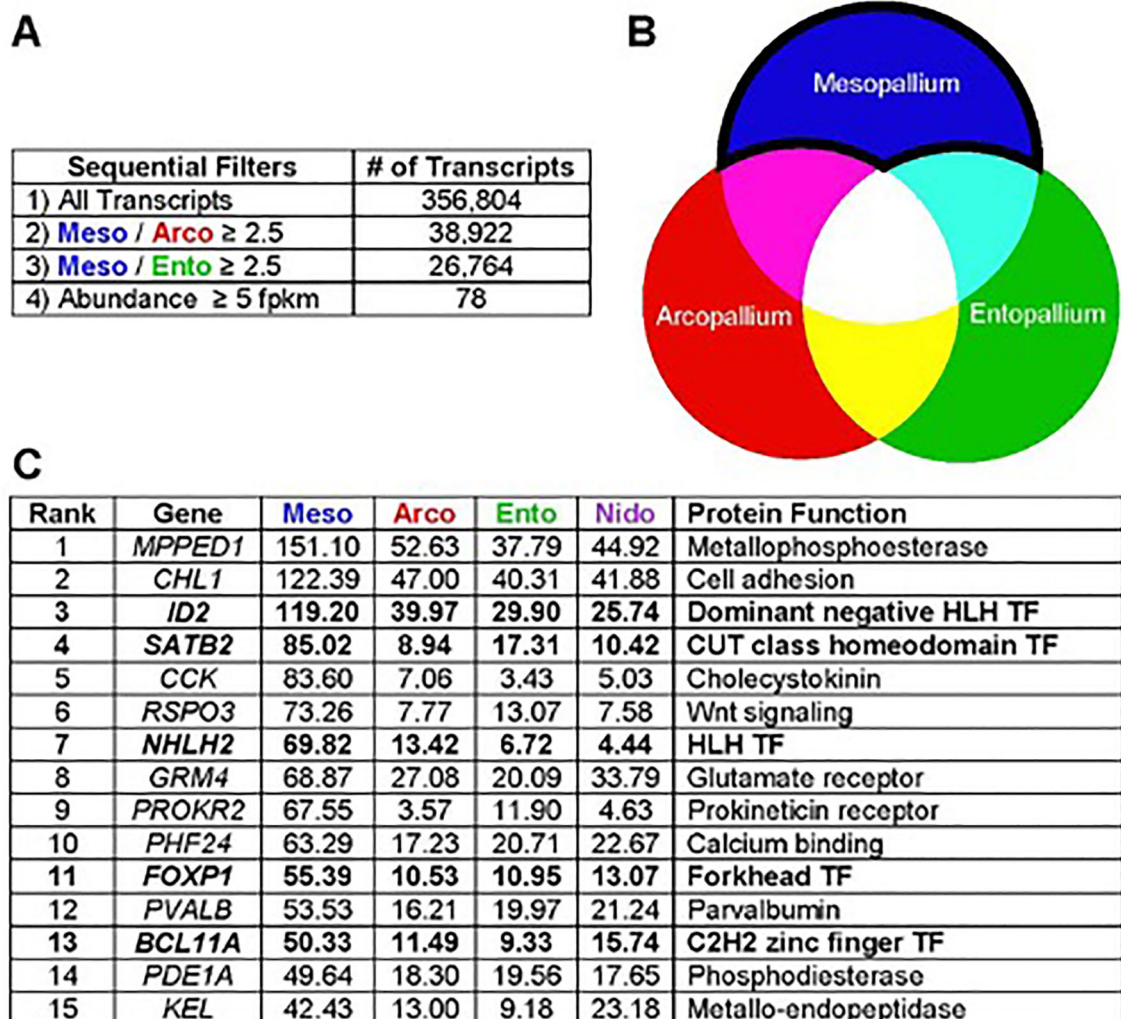 A
B
Mesopallium
Sequential Filters # of Transcripts
1) All Transcripts 356,804
2) Meso / Arco ≥ 2.5 38,922
3) Meso / Ento ≥ 2.5 26,764
4) Abundance ≥ 5 fpkm 78
Arcopallium Entopallium
C
Rank Gene Meso Arco Ento Nido Protein Function
1 MPPED1 151.10 52.63 37.79 44.92 Metallophosphoesterase
2 CHL1 122.39 47.00 40.31 41.88 Cell adhesion
3 ID2 119.20 39.97 29.90 25.74 Dominant negative HLH TF
4 SATB2 85.02 8.94 17.31 10.42 CUT class homeodomain TF
5 CCK 83.60 7.06 3.43 5.03 Cholecystokinin
6 RSPO3 73.26 7.77 13.07 7.58 Wnt signaling
7 NHLH2 69.82 13.42 6.72 4.44 HLH TF
8 GRM4 68.87 27.08 20.09 33.79 Glutamate receptor
9 PROKR2 67.55 3.57 11.90 4.63 Prokineticin receptor
10 PHF24 63.29 17.23 20.71 22.67 Calcium binding
11 FOXP1 55.39 10.53 10.95 13.07 Forkhead TF
12 PVALB 53.53 16.21 19.97 21.24 Parvalbumin
13 BCL11A 50.33 11.49 9.33 15.74 C2H2 zinc finger TF
14 PDE1A 49.64 18.30 19.56 17.65 Phosphodiesterase
15 KEL 42.43 13.00 9.18 23.18 Metallo-endopeptidase